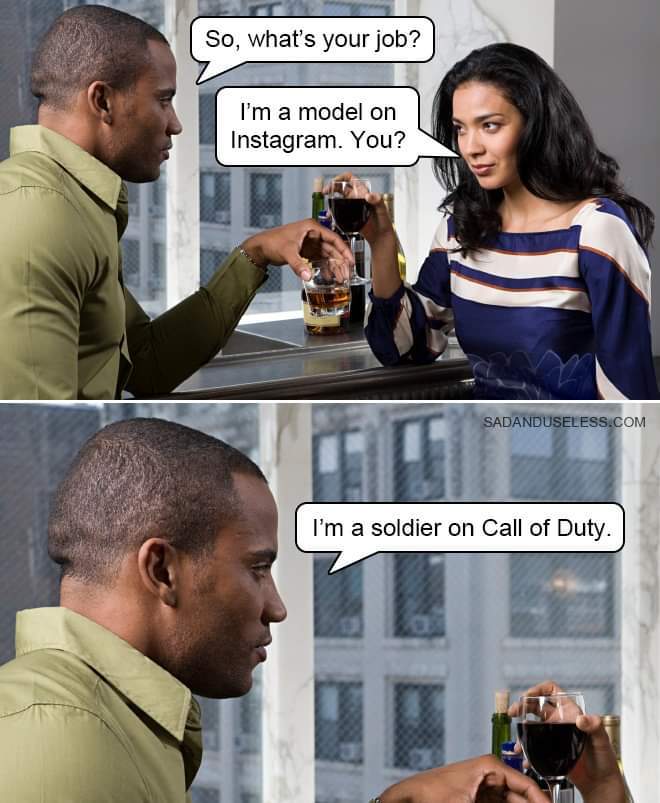 So, what's your job?
I'm a model on
Instagram. You?
SADANDUSELESS.COM
I'm a soldier on Call of Duty.